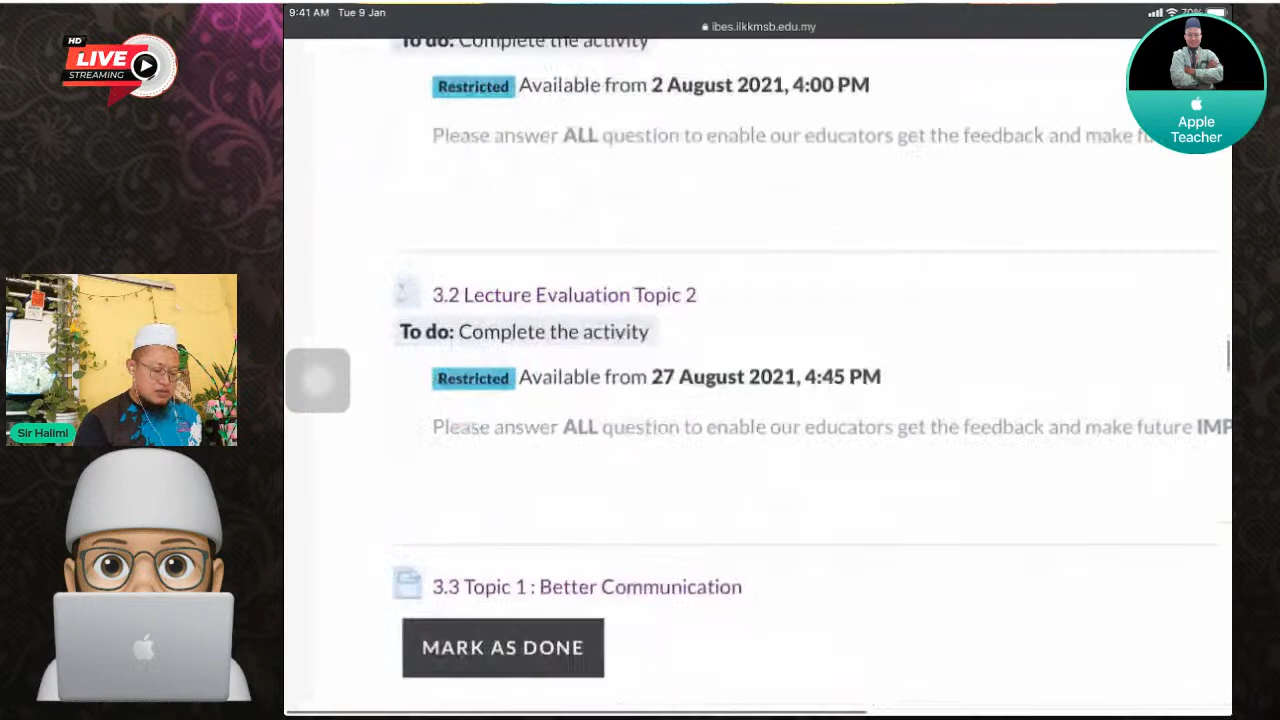 9:41 AM Tue 9 Jan
ibes.ilkkmsb.edu.my
70%
HD
LIVE
STREAMING
Apple
Teacher
To do: Complete the activity
Restricted Available from 2 August 2021, 4:00 PM
Please answer ALL question to enable our educators get the feedback and make fu
3.2 Lecture Evaluation Topic 2
To do: Complete the activity
Restricted Available from 27 August 2021, 4:45 PM
Please answer ALL question to enable our educators get the feedback and make future IMP
Sir Halimi
3.3 Topic 1 : Better Communication
MARK AS DONE